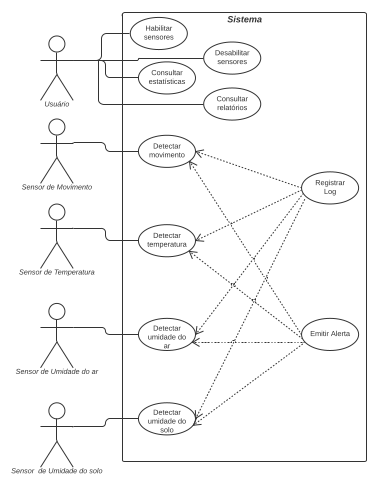 Sistema
Habilitar
sensores
Desabilitar
sensores
Consultar
estatísticas
Consultar
relatórios
Usuário
Detectar
movimento
Sensor de Movimento
Registrar
Log
Detectar
temperatura
Sensor de Temperatura
Detectar
umidade do
ar
Emitir Alerta
Sensor de Umidade do ar
Detectar
umidade do
solo
Sensor de Umidade do solo